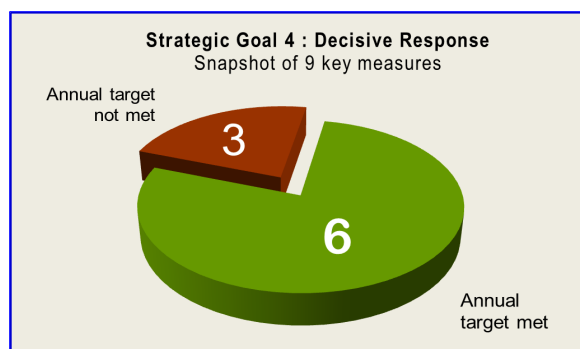 Strategic Goal 4 : Decisive Response
Snapshot of 9 key measures
Annual target
not met
3
6
Annual
target met